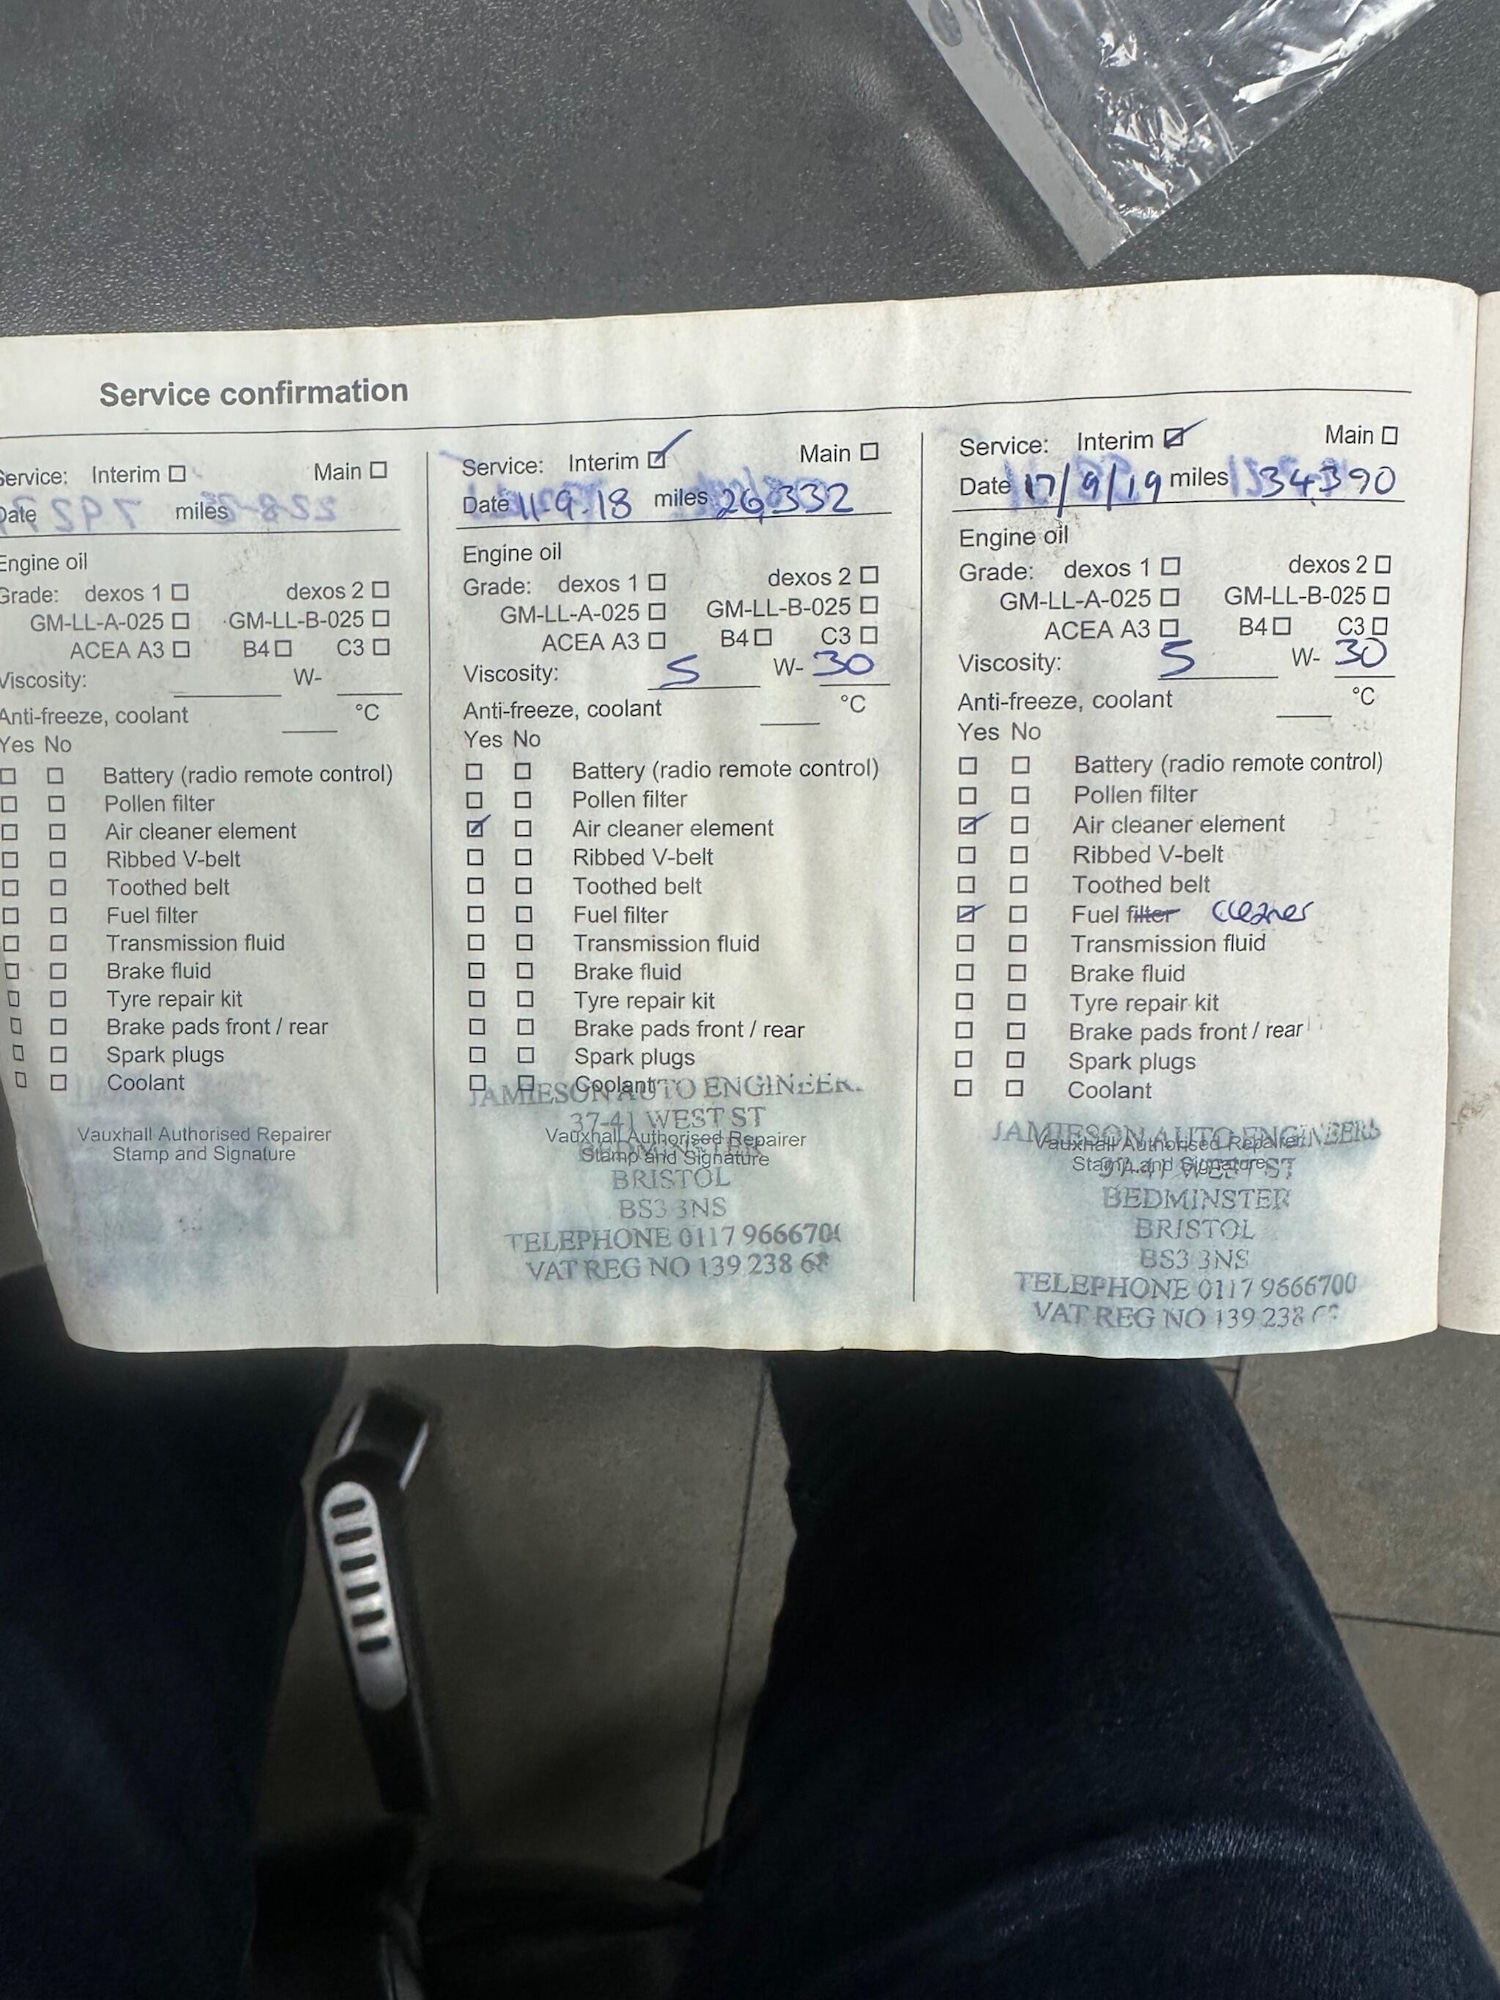 Service confirmation
Service: Interim Main
Date miles
Engine oil
Grade: dexos 1 dexos 2
GM-LL-A-025 GM-LL-B-025
ACEA A3 B4 C3
Viscosity: W-
Anti-freeze, coolant °C
Yes No
Battery (radio remote control)
Pollen filter
Air cleaner element
Ribbed V-belt
Toothed belt
Fuel filter
Transmission fluid
Brake fluid
Tyre repair kit
Brake pads front / rear
Spark plugs
Coolant
Vauxhall Authorised Repairer
Stamp and Signature
Service: Interim Main
Date 11.9.18 miles 26,332
Engine oil
Grade: dexos 1 dexos 2
GM-LL-A-025 GM-LL-B-025
ACEA A3 B4 C3
Viscosity: 5 W- 30
Anti-freeze, coolant °C
Yes No
Battery (radio remote control)
Pollen filter
Air cleaner element
Ribbed V-belt
Toothed belt
Fuel filter
Transmission fluid
Brake fluid
Tyre repair kit
Brake pads front / rear
Spark plugs
Coolant
JAMIESON AUTO
37-41 WEST ST
Vauxhall Authorised Repairer
Stamp and Signature
BRISTOL
BS3 3NS
TELEPHONE 0117 9666700
VAT REG NO 139 238
Service: Interim Main
Date 17/9/19 miles 34,390
Engine oil
Grade: dexos 1 dexos 2
GM-LL-A-025 GM-LL-B-025
ACEA A3 B4 C3
Viscosity: 5 W- 30
Anti-freeze, coolant °C
Yes No
Battery (radio remote control)
Pollen filter
Air cleaner element
Ribbed V-belt
Toothed belt
Fuel filter cleaner
Transmission fluid
Brake fluid
Tyre repair kit
Brake pads front / rear
Spark plugs
Coolant
JAMIESON AUTO ENGINEERS
Vauxhall Authorised Repairer
Stamp and Signature
37-41 WEST ST
BEDMINSTER
BRISTOL
BS3 3NS
TELEPHONE 0117 9666700
VAT REG NO 139 238